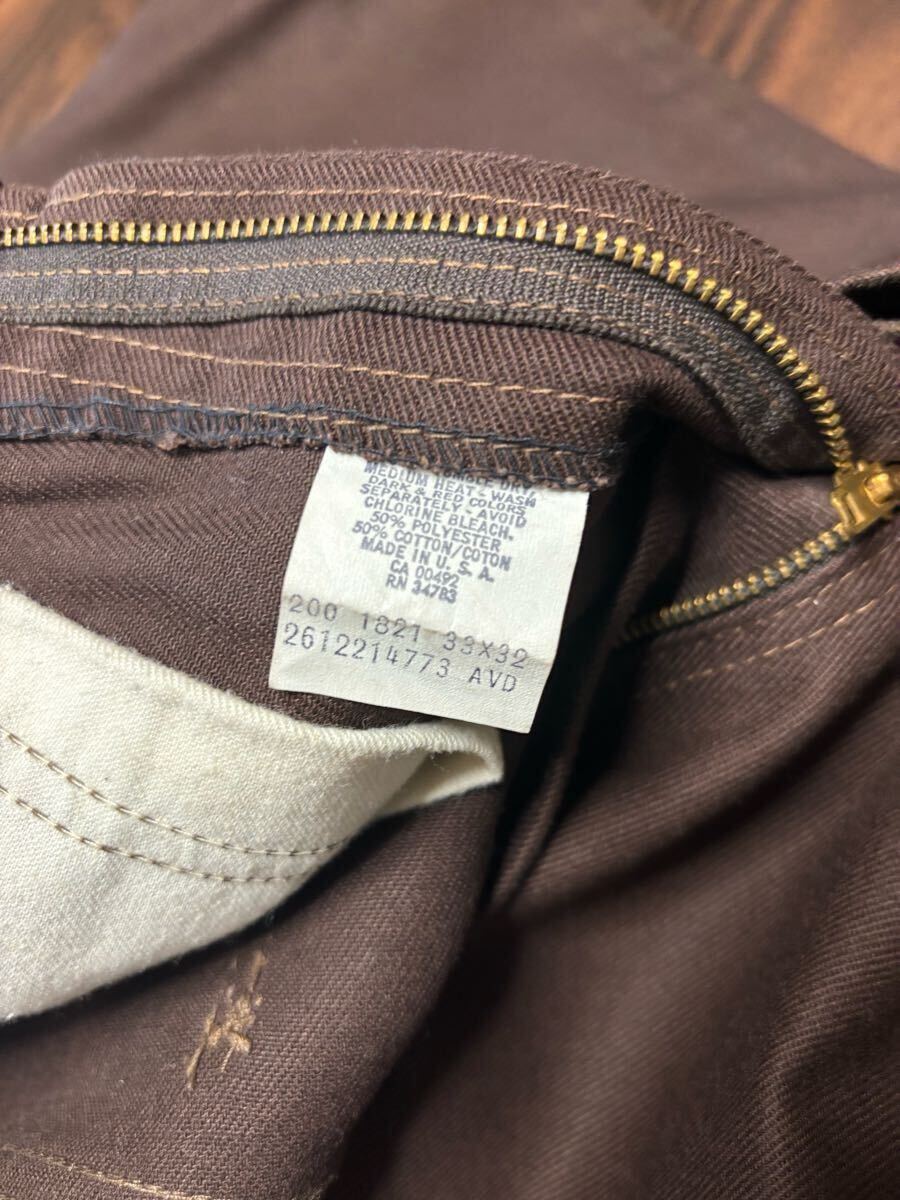 MEDIUM HEAT - WASH
DARK & RED COLORS
SEPARATELY - AVOID
CHLORINE BLEACH.
50% POLYESTER
50% COTTON/COTON
MADE IN U. S. A.
CA 00492
RN 34783
200 1821 33X32
2612214773 AVD